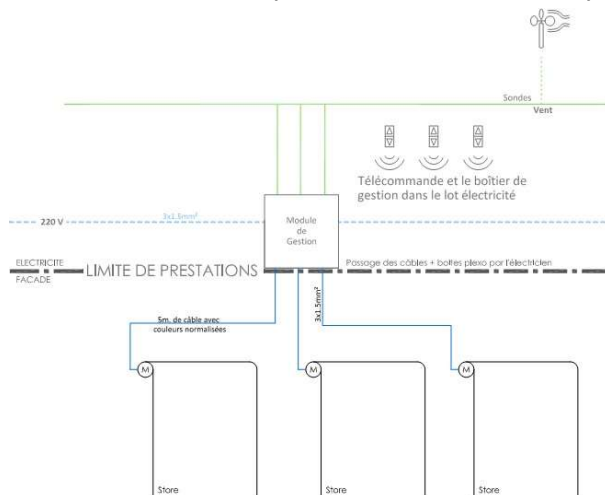 Sondes
Vent
Télécommande et le boîtier de
gestion dans le lot électricité
220 V
3x1.5mm²
Module
de
Gestion
ELECTRICITE
LIMITE DE PRESTATIONS
Passage des câbles + boîtes plexo par l'électricien
FACADE
5m. de câble avec
couleurs normalisées
3x1.5mm²
M
M
M
Store
Store
Store